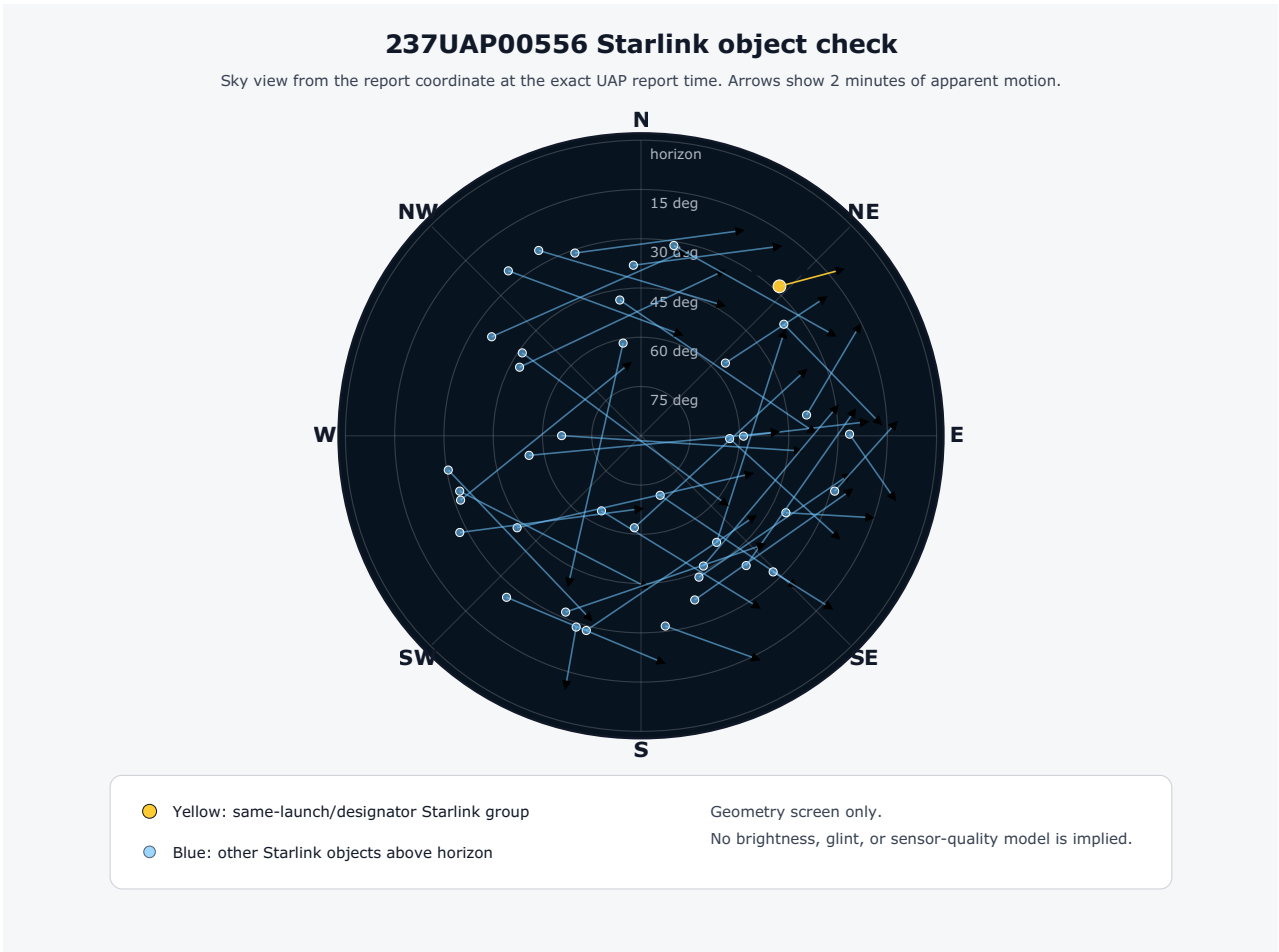 237UAP00556 Starlink object check
Sky view from the report coordinate at the exact UAP report time. Arrows show 2 minutes of apparent motion.
N
horizon
NW
NE
15 deg
30 deg
45 deg
60 deg
75 deg
W
E
SW
SE
S
Yellow: same-launch/designator Starlink group
Geometry screen only.
No brightness, glint, or sensor-quality model is implied.
Blue: other Starlink objects above horizon